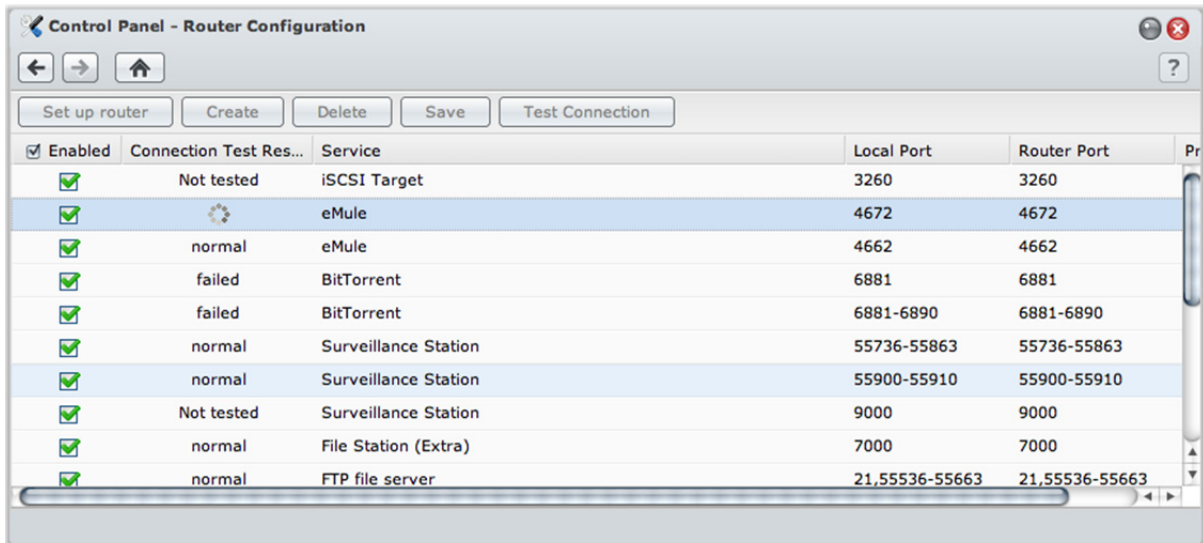 Control Panel - Router Configuration
?
Set up router Create Delete Save Test Connection
Enabled Connection Test Res... Service Local Port Router Port Pr
Not tested iSCSI Target 3260 3260
eMule 4672 4672
normal eMule 4662 4662
failed BitTorrent 6881 6881
failed BitTorrent 6881-6890 6881-6890
normal Surveillance Station 55736-55863 55736-55863
normal Surveillance Station 55900-55910 55900-55910
Not tested Surveillance Station 9000 9000
normal File Station (Extra) 7000 7000
normal FTP file server 21,55536-55663 21,55536-55663